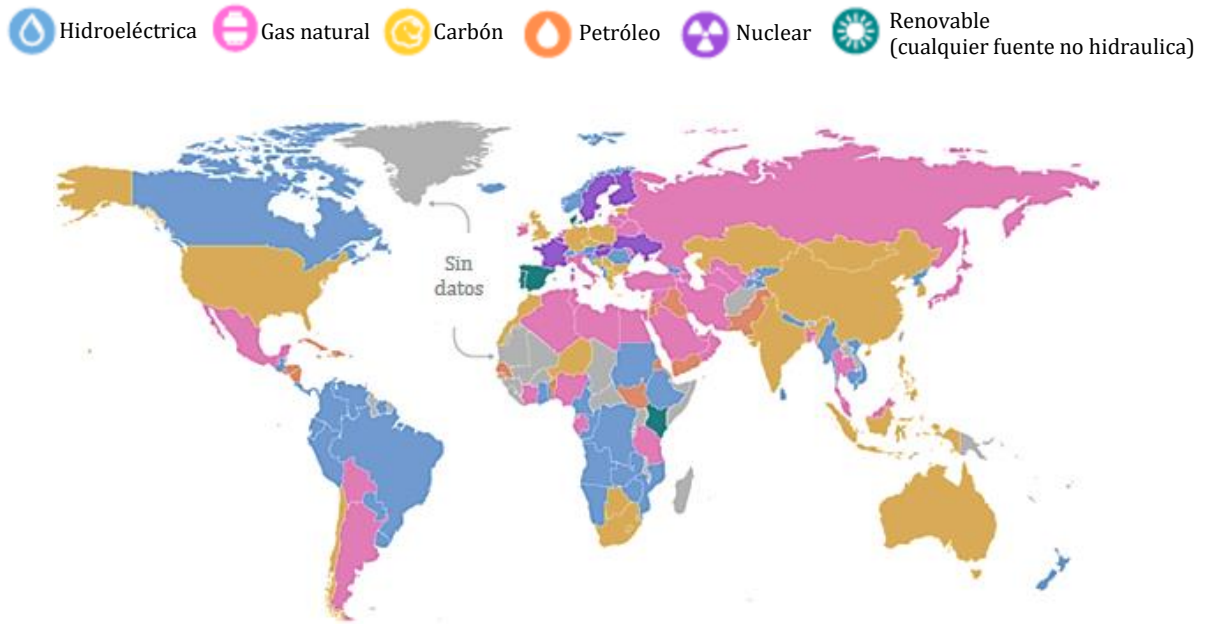 Hidroeléctrica
Gas natural
Carbón
Petróleo
Nuclear
Renovable
(cualquier fuente no hidraulica)
Sin
datos